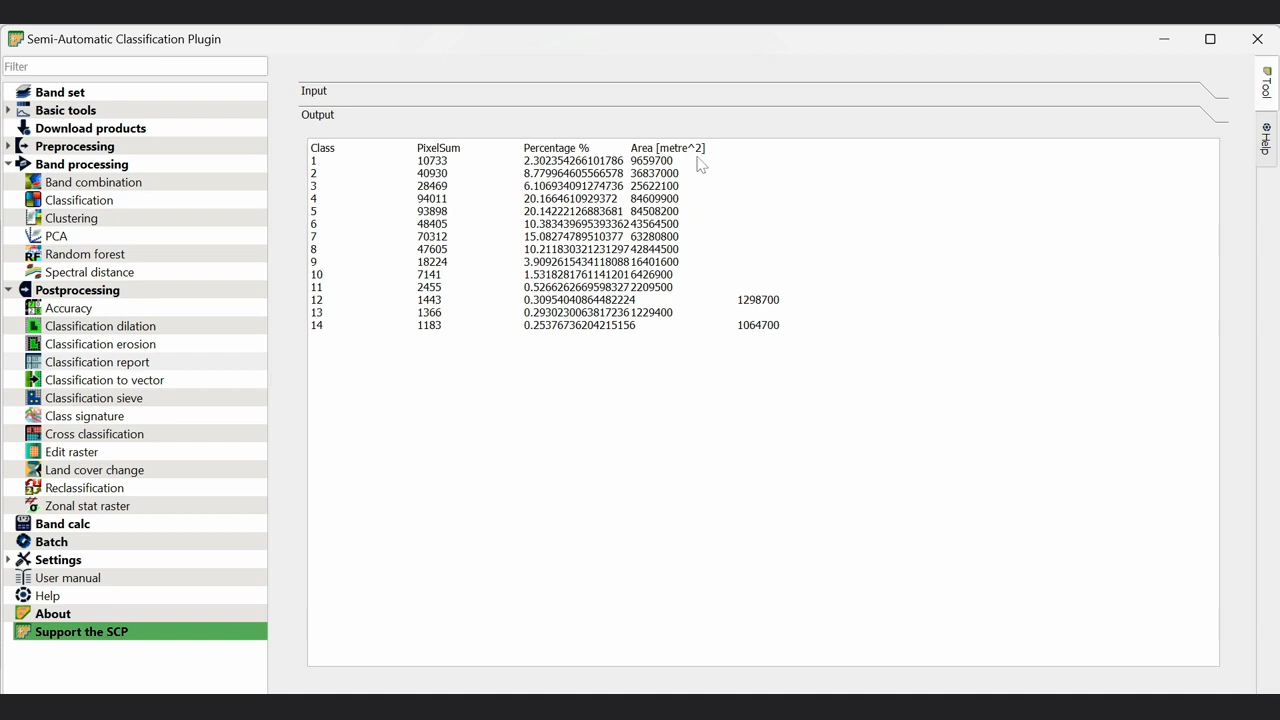 Semi-Automatic Classification Plugin
Filter
Band set
Basic tools
Download products
Preprocessing
Band processing
Band combination
Classification
Clustering
PCA
Random forest
Spectral distance
Postprocessing
Accuracy
Classification dilation
Classification erosion
Classification report
Classification to vector
Classification sieve
Class signature
Cross classification
Edit raster
Land cover change
Reclassification
Zonal stat raster
Band calc
Batch
Settings
User manual
Help
About
Support the SCP
Input
Output
Class PixelSum Percentage % Area [metre^2]
1 10733 2.302354266101786 9659700
2 40930 8.779964605566578 36837000
3 28469 6.106934091274736 25622100
4 94011 20.1664610929372 84609900
5 93898 20.14222126883681 84508200
6 48405 10.383439695393362 43564500
7 70312 15.08274789510377 63280800
8 47605 10.211830321231297 42844500
9 18224 3.9092615434118088 16401600
10 7141 1.5318281761141201 6426900
11 2455 0.5266262669598327 2209500
12 1443 0.30954040864482224 1298700
13 1366 0.2930230063817236 1229400
14 1183 0.25376736204215156 1064700
Tool
Help